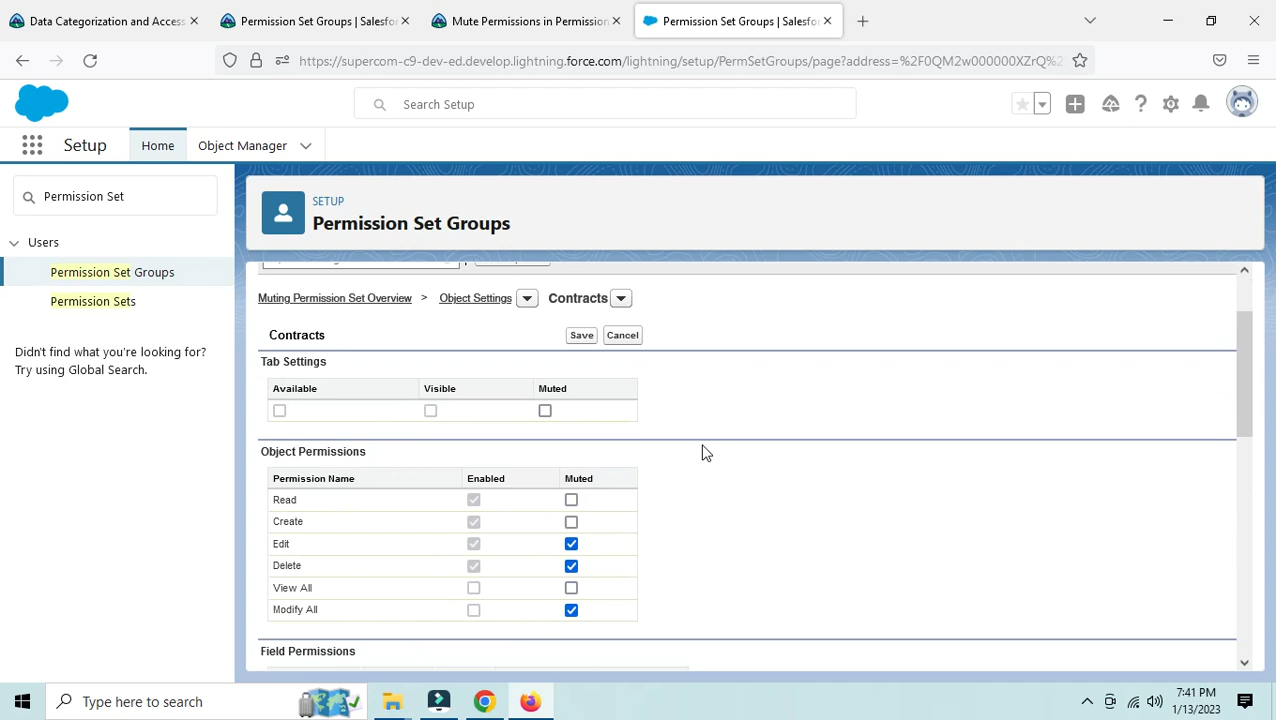 Data Categorization and Access
Permission Set Groups | Salesfor
Mute Permissions in Permission
Permission Set Groups | Salesfo
https://supercom-c9-dev-ed.develop.lightning.force.com/lightning/setup/PermSetGroups/page?address=%2F0QM2w000000XZrQ%2
Search Setup
Setup
Home
Object Manager
Permission Set
Users
Permission Set Groups
Permission Sets
Didn't find what you're looking for?
Try using Global Search.
SETUP
Permission Set Groups
Muting Permission Set Overview > Object Settings Contracts
Contracts Save Cancel
Tab Settings
Available Visible Muted
Object Permissions
Permission Name Enabled Muted
Read
Create
Edit
Delete
View All
Modify All
Field Permissions
Type here to search
7:41 PM
1/13/2023